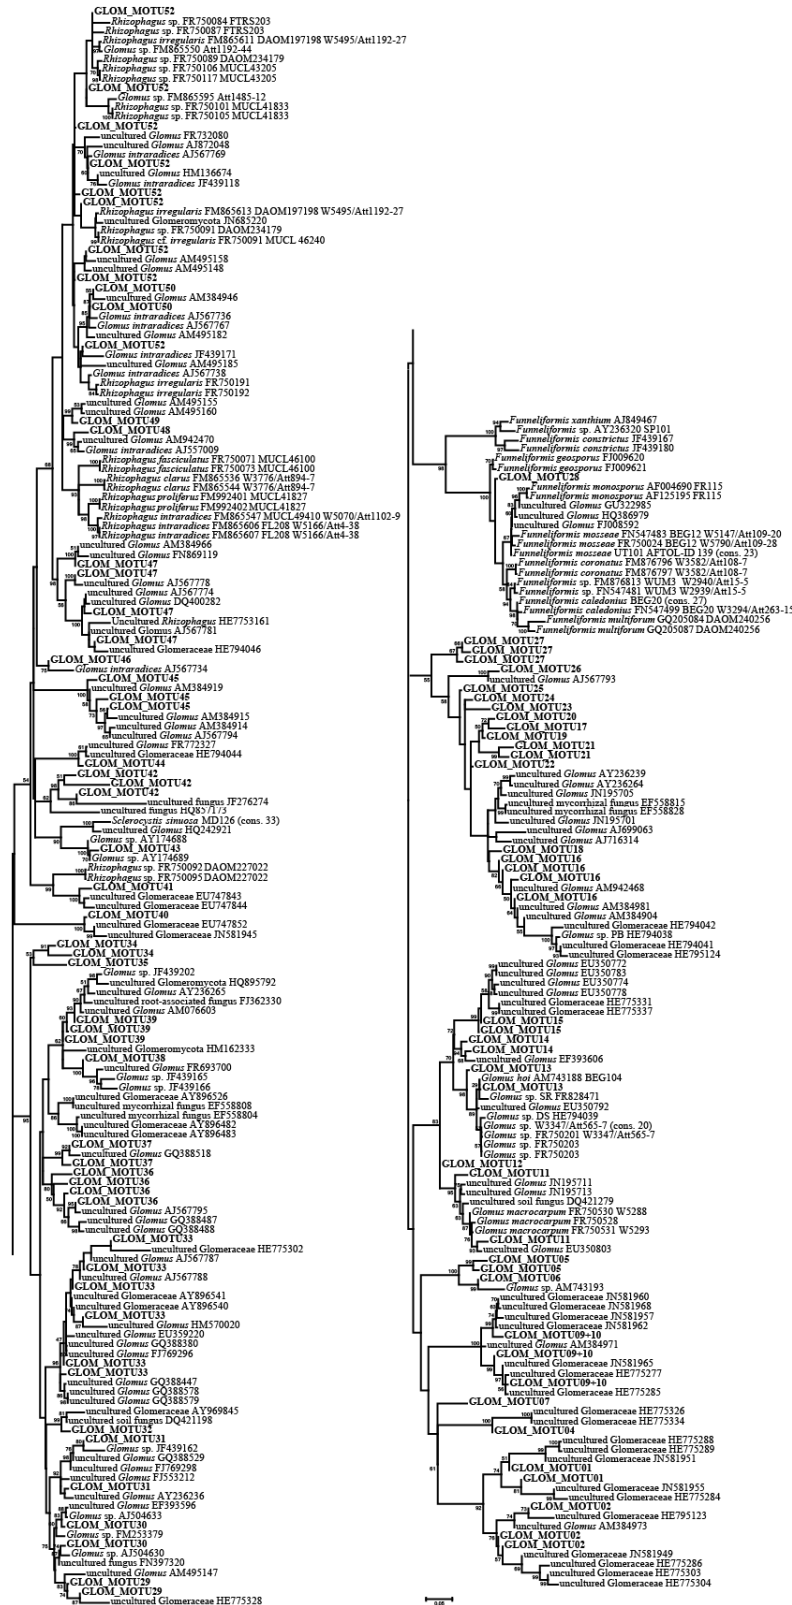 GLOM_MOTU52
Rhizophagus sp. FR750084 FTRS203
Rhizophagus sp. FR750087 FTRS203
Rhizophagus irregularis FM865611 DAOM197198 W5495/Att1192-27
Glomus sp. FM865550 Att1192-44
Rhizophagus sp. FR750089 DAOM234179
Rhizophagus sp. FR750106 MUCL43205
Rhizophagus sp. FR750117 MUCL43205
GLOM_MOTU52
Glomus sp. FM865595 Att1485-12
Rhizophagus sp. FR750101 MUCL41833
Rhizophagus sp. FR750105 MUCL41833
GLOM_MOTU52
uncultured Glomus FR732080
uncultured Glomus AJ872048
Glomus intraradices AJ567769
GLOM_MOTU52
uncultured Glomus HM136674
Glomus intraradices JF439118
GLOM_MOTU52
GLOM_MOTU52
Rhizophagus irregularis FM865613 DAOM197198 W5495/Att1192-27
uncultured Glomeromycota JN685220
Rhizophagus sp. FR750091 DAOM234179
Rhizophagus cf. irregularis FR750091 MUCL 46240
GLOM_MOTU52
uncultured Glomus AM495158
uncultured Glomus AM495148
GLOM_MOTU52
GLOM_MOTU50
uncultured Glomus AM384946
GLOM_MOTU50
Glomus intraradices AJ567736
Glomus intraradices AJ567767
uncultured Glomus AM495182
GLOM_MOTU52
Glomus intraradices JF439171
uncultured Glomus AM495185
Glomus intraradices AJ567738
Rhizophagus irregularis FR750191
Rhizophagus irregularis FR750192
uncultured Glomus AM495155
uncultured Glomus AM495160
GLOM_MOTU49
GLOM_MOTU48
uncultured Glomus AM942470
Glomus intraradices AJ557009
Rhizophagus fasciculatus FR750071 MUCL46100
Rhizophagus fasciculatus FR750073 MUCL46100
Rhizophagus clarus FM865536 W3776/Att894-7
Rhizophagus clarus FM865544 W3776/Att894-7
Rhizophagus proliferus FM992401 MUCL41827
Rhizophagus proliferus FM992402 MUCL41827
Rhizophagus intraradices FM865547 MUCL49410 W5070/Att1102-9
Rhizophagus intraradices FM865606 FL208 W5166/Att4-38
Rhizophagus intraradices FM865607 FL208 W5166/Att4-38
uncultured Glomus AM384966
uncultured Glomus FN869119
GLOM_MOTU47
GLOM_MOTU47
uncultured Glomus AJ567778
uncultured Glomus AJ567774
uncultured Glomus DQ400282
GLOM_MOTU47
Uncultured Rhizophagus HE7753161
uncultured Glomus AJ567781
GLOM_MOTU47
uncultured Glomeraceae HE794046
GLOM_MOTU46
Glomus intraradices AJ567734
GLOM_MOTU45
uncultured Glomus AM384919
GLOM_MOTU45
GLOM_MOTU45
uncultured Glomus AM384915
uncultured Glomus AM384914
uncultured Glomus AJ567794
uncultured Glomus FR772327
uncultured Glomeraceae HE794044
GLOM_MOTU44
GLOM_MOTU42
GLOM_MOTU42
GLOM_MOTU42
uncultured fungus JF276274
uncultured fungus HQ857173
Sclerocystis sinuosa MD126 (cons. 33)
uncultured Glomus HQ242921
Glomus sp. AY174688
GLOM_MOTU43
Glomus sp. AY174689
Rhizophagus sp. FR750092 DAOM227022
Rhizophagus sp. FR750095 DAOM227022
GLOM_MOTU41
uncultured Glomeraceae EU747843
uncultured Glomeraceae EU747844
GLOM_MOTU40
uncultured Glomeraceae EU747852
uncultured Glomeraceae JN581945
GLOM_MOTU34
GLOM_MOTU34
GLOM_MOTU35
Glomus sp. JF439202
uncultured Glomeromycota HQ895792
uncultured Glomus AY236265
uncultured root-associated fungus FJ362330
uncultured Glomus AM076603
GLOM_MOTU39
GLOM_MOTU39
GLOM_MOTU39
uncultured Glomeromycota HM162333
GLOM_MOTU38
uncultured Glomus FR693700
Glomus sp. JF439165
Glomus sp. JF439166
uncultured Glomeraceae AY896526
uncultured mycorrhizal fungus EF558808
uncultured mycorrhizal fungus EF558804
uncultured Glomeraceae AY896482
uncultured Glomeraceae AY896483
GLOM_MOTU37
uncultured Glomus GQ388518
GLOM_MOTU37
GLOM_MOTU36
GLOM_MOTU36
GLOM_MOTU36
GLOM_MOTU36
uncultured Glomus AJ567795
uncultured Glomus GQ388487
uncultured Glomus GQ388488
GLOM_MOTU33
uncultured Glomeraceae HE775302
uncultured Glomus AJ567787
GLOM_MOTU33
uncultured Glomus AJ567788
GLOM_MOTU33
uncultured Glomeraceae AY896541
uncultured Glomeraceae AY896540
GLOM_MOTU33
uncultured Glomus HM570020
uncultured Glomus EU359220
uncultured Glomus GQ388380
uncultured Glomus FJ769296
GLOM_MOTU33
GLOM_MOTU33
uncultured Glomus GQ388447
uncultured Glomus GQ388578
uncultured Glomus GQ388579
uncultured Glomeraceae AY969845
uncultured soil fungus DQ421198
GLOM_MOTU32
GLOM_MOTU31
Glomus sp. JF439162
uncultured Glomus GQ388529
uncultured Glomus FJ769298
uncultured Glomus FJ553212
GLOM_MOTU31
uncultured Glomus AY236236
uncultured Glomus EF393596
Glomus sp. AJ504633
GLOM_MOTU30
Glomus sp. FM253379
GLOM_MOTU30
Glomus sp. AJ504630
uncultured fungus FN397320
uncultured Glomus AM495147
GLOM_MOTU29
GLOM_MOTU29
uncultured Glomeraceae HE775328
Funneliformis xanthium AJ849467
Funneliformis sp. AY236320 SP101
Funneliformis constrictus JF439167
Funneliformis constrictus JF439180
Funneliformis geosporus FJ009620
Funneliformis geosporus FJ009621
GLOM_MOTU28
Funneliformis monosporus AF004690 FR115
Funneliformis monosporus AF125195 FR115
uncultured Glomus GU322985
uncultured Glomus HQ386979
uncultured Glomus FJ008592
Funneliformis mosseae FN547483 BEG12 W5147/Att109-20
Funneliformis mosseae FR750024 BEG12 W5790/Att109-28
Funneliformis mosseae UT101 AFTOL-ID 139 (cons. 23)
Funneliformis coronatus FM876796 W3582/Att108-7
Funneliformis coronatus FM876797 W3582/Att108-7
Funneliformis sp. FM876813 WUM3 W2940/Att15-5
Funneliformis sp. FN547481 WUM3 W2939/Att15-5
Funneliformis caledonius BEG20 (cons. 27)
Funneliformis caledonius FN547499 BEG20 W3294/Att263-15
Funneliformis multiforum GQ205084 DAOM240256
Funneliformis multiforum GQ205087 DAOM240256
GLOM_MOTU27
GLOM_MOTU27
GLOM_MOTU27
GLOM_MOTU26
uncultured Glomus AJ567793
GLOM_MOTU25
GLOM_MOTU24
GLOM_MOTU23
GLOM_MOTU20
GLOM_MOTU17
GLOM_MOTU19
GLOM_MOTU21
GLOM_MOTU21
GLOM_MOTU22
uncultured Glomus AY236239
uncultured Glomus AY236264
uncultured Glomus JN195705
uncultured mycorrhizal fungus EF558815
uncultured mycorrhizal fungus EF558828
uncultured Glomus JN195701
uncultured Glomus AJ699063
uncultured Glomus AJ716314
GLOM_MOTU18
GLOM_MOTU16
GLOM_MOTU16
GLOM_MOTU16
uncultured Glomus AM942468
GLOM_MOTU16
uncultured Glomus AM384981
uncultured Glomus AM384904
uncultured Glomeraceae HE794042
Glomus sp. PB HE794038
uncultured Glomeraceae HE794041
uncultured Glomeraceae HE795124
uncultured Glomus EU350772
uncultured Glomus EU350783
uncultured Glomus EU350774
uncultured Glomus EU350778
uncultured Glomeraceae HE775331
uncultured Glomeraceae HE775337
GLOM_MOTU15
GLOM_MOTU15
GLOM_MOTU14
GLOM_MOTU14
uncultured Glomus EF393606
GLOM_MOTU13
Glomus hoi AM743188 BEG104
GLOM_MOTU13
Glomus sp. SR FR828471
uncultured Glomus EU350792
Glomus sp. DS HE794039
Glomus sp. W3347/Att565-7 (cons. 20)
Glomus sp. FR750201 W3347/Att565-7
Glomus sp. FR750203
Glomus sp. FR750203
GLOM_MOTU12
GLOM_MOTU11
uncultured Glomus JN195711
uncultured Glomus JN195713
uncultured soil fungus DQ421279
Glomus macrocarpum FR750530 W5288
Glomus macrocarpum FR750528
Glomus macrocarpum FR750531 W5293
GLOM_MOTU11
uncultured Glomus EU350803
GLOM_MOTU05
GLOM_MOTU05
GLOM_MOTU06
Glomus sp. AM743193
uncultured Glomeraceae JN581960
uncultured Glomeraceae JN581968
uncultured Glomeraceae JN581957
uncultured Glomeraceae JN581962
GLOM_MOTU09+10
uncultured Glomus AM384971
GLOM_MOTU09+10
uncultured Glomeraceae JN581965
uncultured Glomeraceae HE775277
GLOM_MOTU09+10
uncultured Glomeraceae HE775285
GLOM_MOTU07
uncultured Glomeraceae HE775326
uncultured Glomeraceae HE775334
GLOM_MOTU04
uncultured Glomeraceae HE775288
uncultured Glomeraceae HE775289
uncultured Glomeraceae JN581951
GLOM_MOTU01
GLOM_MOTU01
uncultured Glomeraceae JN581955
uncultured Glomeraceae HE775284
GLOM_MOTU02
uncultured Glomeraceae HE795123
uncultured Glomus AM384973
GLOM_MOTU02
GLOM_MOTU02
uncultured Glomeraceae JN581949
uncultured Glomeraceae HE775286
uncultured Glomeraceae HE775303
uncultured Glomeraceae HE775304
0.05